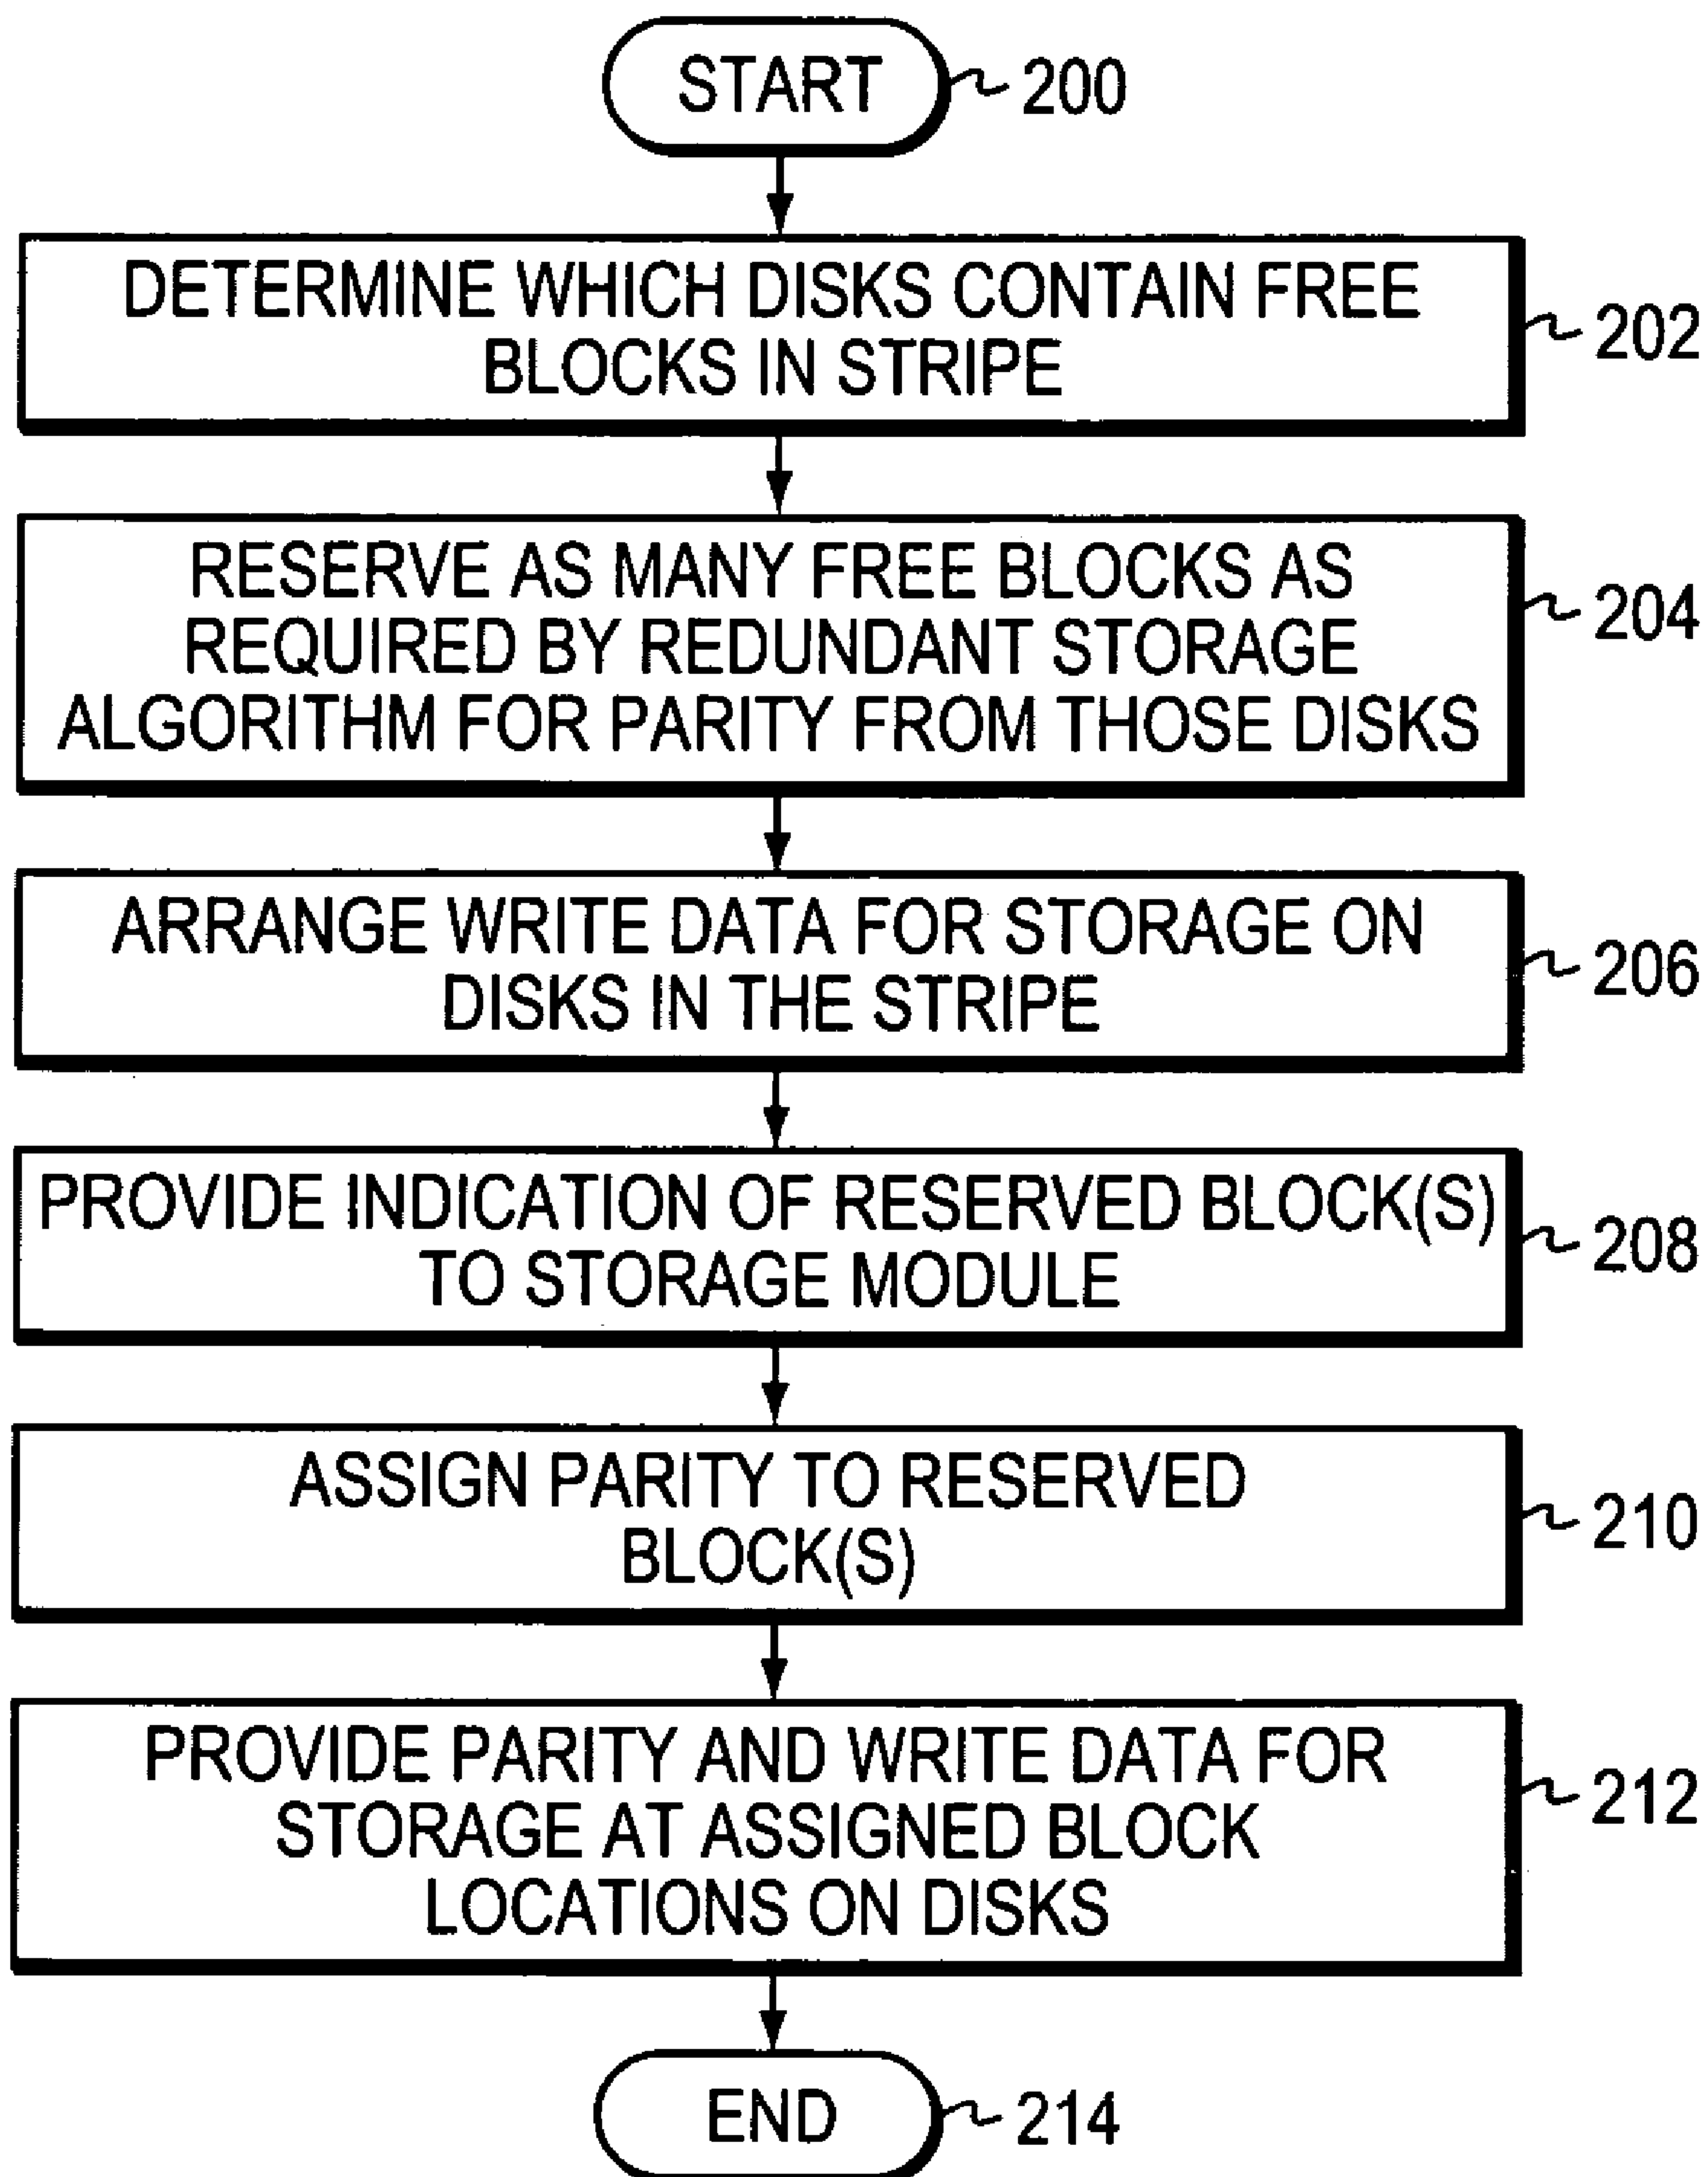 START
200
DETERMINE WHICH DISKS CONTAIN FREE
BLOCKS IN STRIPE
202
RESERVE AS MANY FREE BLOCKS AS
REQUIRED BY REDUNDANT STORAGE
ALGORITHM FOR PARITY FROM THOSE DISKS
204
ARRANGE WRITE DATA FOR STORAGE ON
DISKS IN THE STRIPE
206
PROVIDE INDICATION OF RESERVED BLOCK(S)
TO STORAGE MODULE
208
ASSIGN PARITY TO RESERVED
BLOCK(S)
210
PROVIDE PARITY AND WRITE DATA FOR
STORAGE AT ASSIGNED BLOCK
LOCATIONS ON DISKS
212
END
214